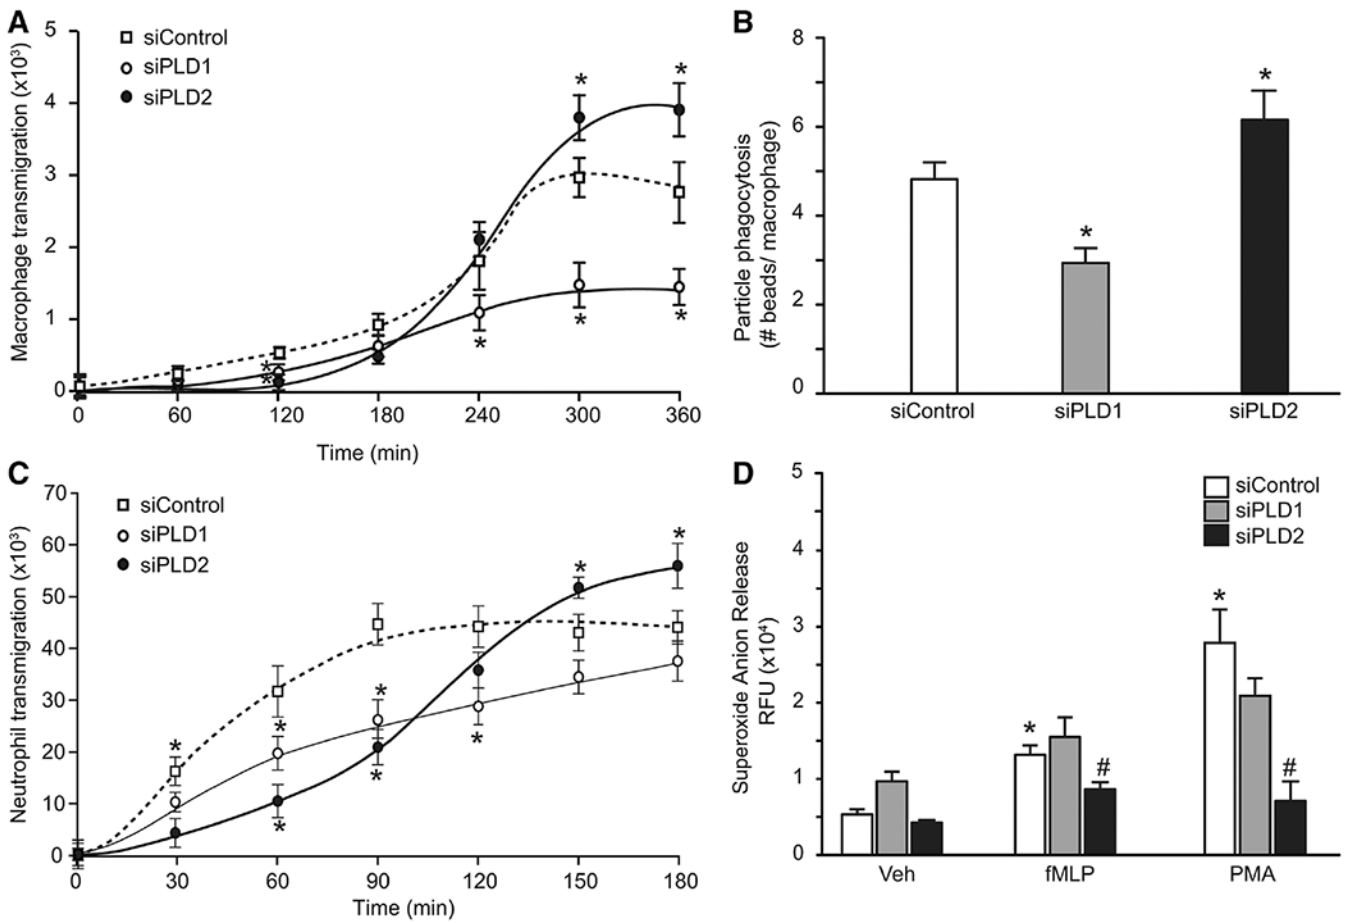 A
siControl
siPLD1
siPLD2
Macrophage transmigration (x10³)
5
4
3
2
1
0
* *
* * *
*
*
0 60 120 180 240 300 360
Time (min)
B
Particle phagocytosis
(# beads/ macrophage)
8
6
4
2
0
*
*
siControl siPLD1 siPLD2
C
siControl
siPLD1
siPLD2
Neutrophil transmigration (x10³)
70
60
50
40
30
20
10
0
* * * * *
* * * *
0 30 60 90 120 150 180
Time (min)
D
siControl
siPLD1
siPLD2
Superoxide Anion Release
RFU (x10⁴)
5
4
3
2
1
0
* # * #
Veh fMLP PMA